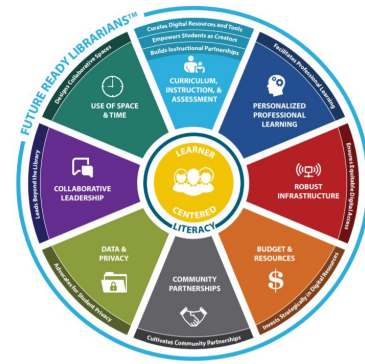 FUTURE READY LIBRARIANS™
Curates Digital Resources and Tools
Empowers Students as Creators
Builds Instructional Partnerships
CURRICULUM,
INSTRUCTION, &
ASSESSMENT
Facilitates Professional Learning
PERSONALIZED
PROFESSIONAL
LEARNING
Ensures Equitable Digital Access
ROBUST
INFRASTRUCTURE
Invests Strategically in Digital Resources
BUDGET &
RESOURCES
$
Cultivates Community Partnerships
COMMUNITY
PARTNERSHIPS
Advocates for Student Privacy
DATA &
PRIVACY
Leads Beyond the Library
COLLABORATIVE
LEADERSHIP
Designs Collaborative Spaces
USE OF SPACE
& TIME
LEARNER
CENTERED
LITERACY